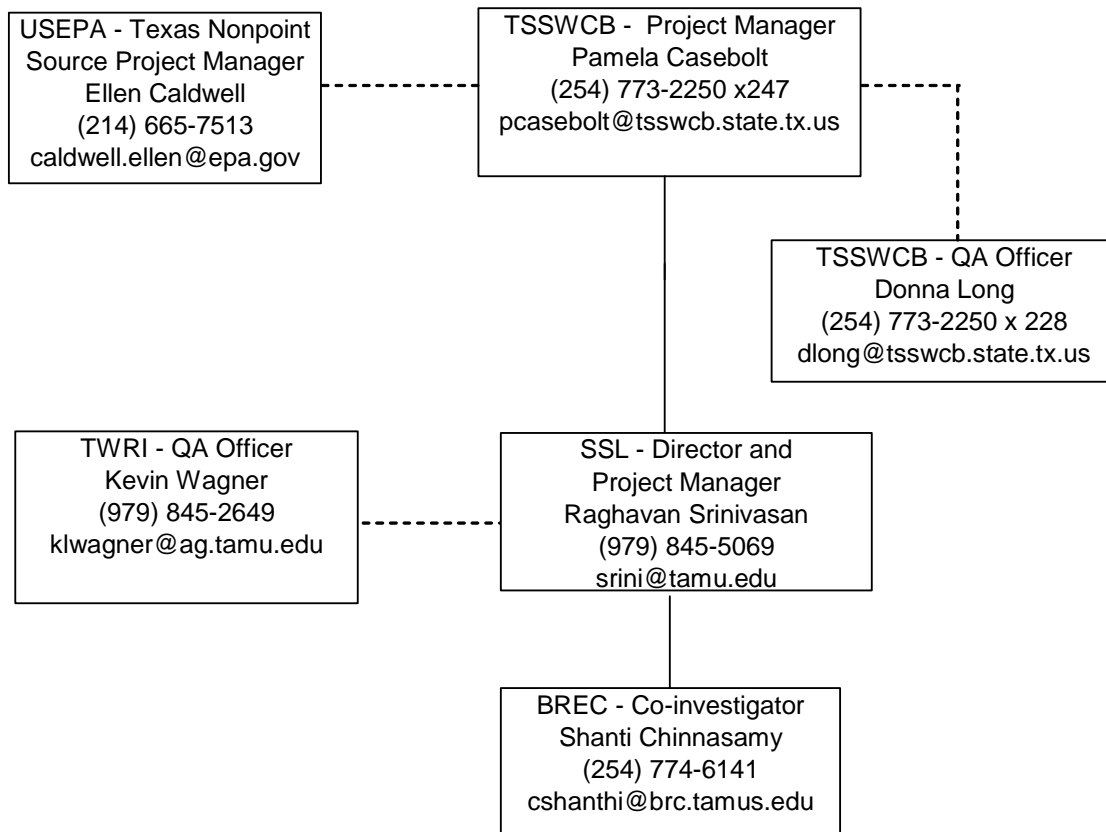 USEPA - Texas Nonpoint
Source Project Manager
Ellen Caldwell
(214) 665-7513
caldwell.ellen@epa.gov
TSSWCB -  Project Manager
Pamela Casebolt
(254) 773-2250 x247
pcasebolt@tsswcb.state.tx.us
TSSWCB - QA Officer
Donna Long
(254) 773-2250 x 228
dlong@tsswcb.state.tx.us
TWRI - QA Officer
Kevin Wagner
(979) 845-2649
klwagner@ag.tamu.edu
SSL - Director and
Project Manager
Raghavan Srinivasan
(979) 845-5069
srini@tamu.edu
BREC - Co-investigator
Shanti Chinnasamy
(254) 774-6141
cshanthi@brc.tamus.edu